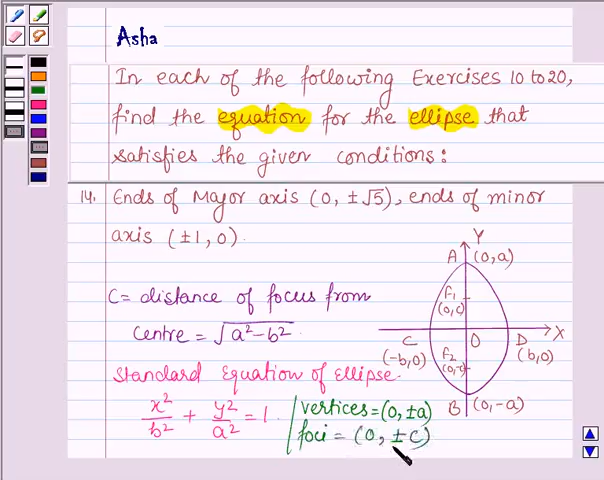 Asha
In each of the following Exercises 10 to 20,
find the equation for the ellipse that
satisfies the given conditions:
14. Ends of Major axis (0, ±√5), ends of minor
axis (±1, 0).
C = distance of focus from
centre = √a²-b²
Standard Equation of Ellipse
x²/b² + y²/a² = 1
vertices = (0, ±a)
foci = (0, ±c)
Y
A (0, a)
F1
(0, c)
X
C O D
(-b, 0) F2 (b, 0)
(0, -c)
B (0, -a)